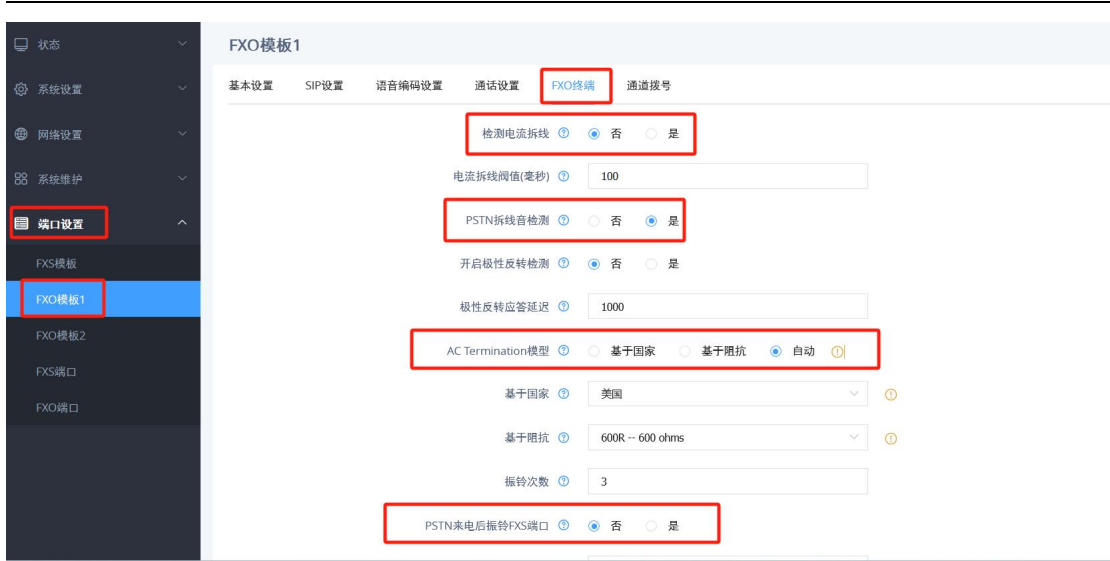 状态
系统设置
网络设置
系统维护
端口设置
FXS模板
FXO模板1
FXO模板2
FXS端口
FXO端口
FXO模板1
基本设置 SIP设置 语音编码设置 通话设置 FXO终端 通道拨号
检测电流拆线 否 是
电流拆线阀值(毫秒) 100
PSTN拆线音检测 否 是
开启极性反转检测 否 是
极性反转应答延迟 1000
AC Termination模型 基于国家 基于阻抗 自动
基于国家 美国
基于阻抗 600R -- 600 ohms
振铃次数 3
PSTN来电后振铃FXS端口 否 是